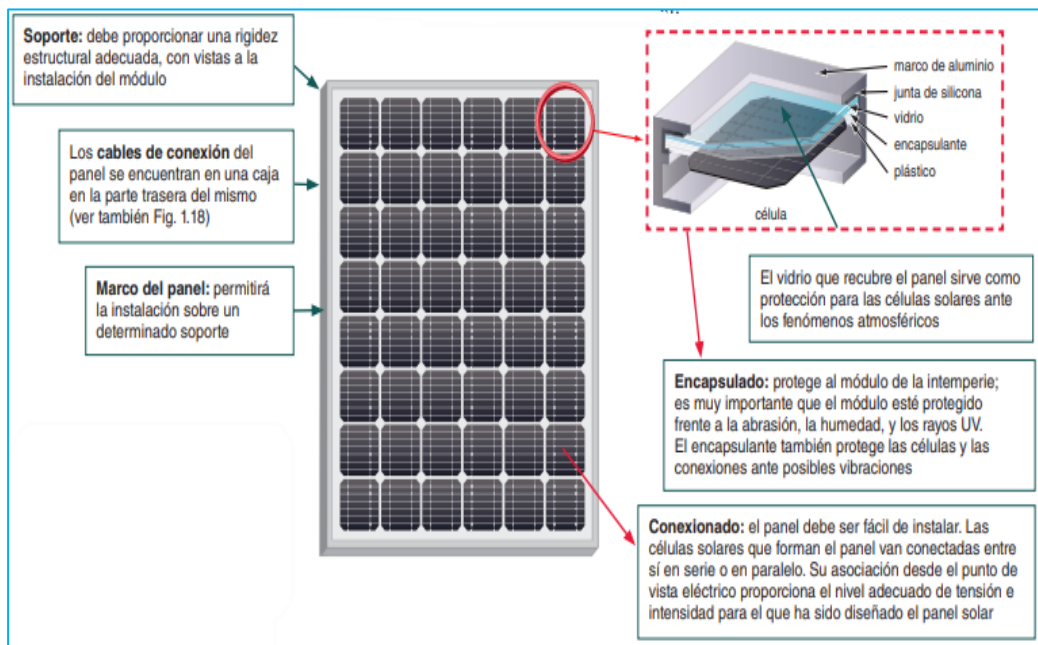 Soporte: debe proporcionar una rigidez
estructural adecuada, con vistas a la
instalación del módulo
Los cables de conexión del
panel se encuentran en una caja
en la parte trasera del mismo
(ver también Fig. 1.18)
Marco del panel: permitirá
la instalación sobre un
determinado soporte
marco de aluminio
junta de silicona
vidrio
encapsulante
plástico
célula
El vidrio que recubre el panel sirve como
protección para las células solares ante
los fenómenos atmosféricos
Encapsulado: protege al módulo de la intemperie;
es muy importante que el módulo esté protegido
frente a la abrasión, la humedad, y los rayos UV.
El encapsulante también protege las células y las
conexiones ante posibles vibraciones
Conexionado: el panel debe ser fácil de instalar. Las
células solares que forman el panel van conectadas entre
sí en serie o en paralelo. Su asociación desde el punto de
vista eléctrico proporciona el nivel adecuado de tensión e
intensidad para el que ha sido diseñado el panel solar